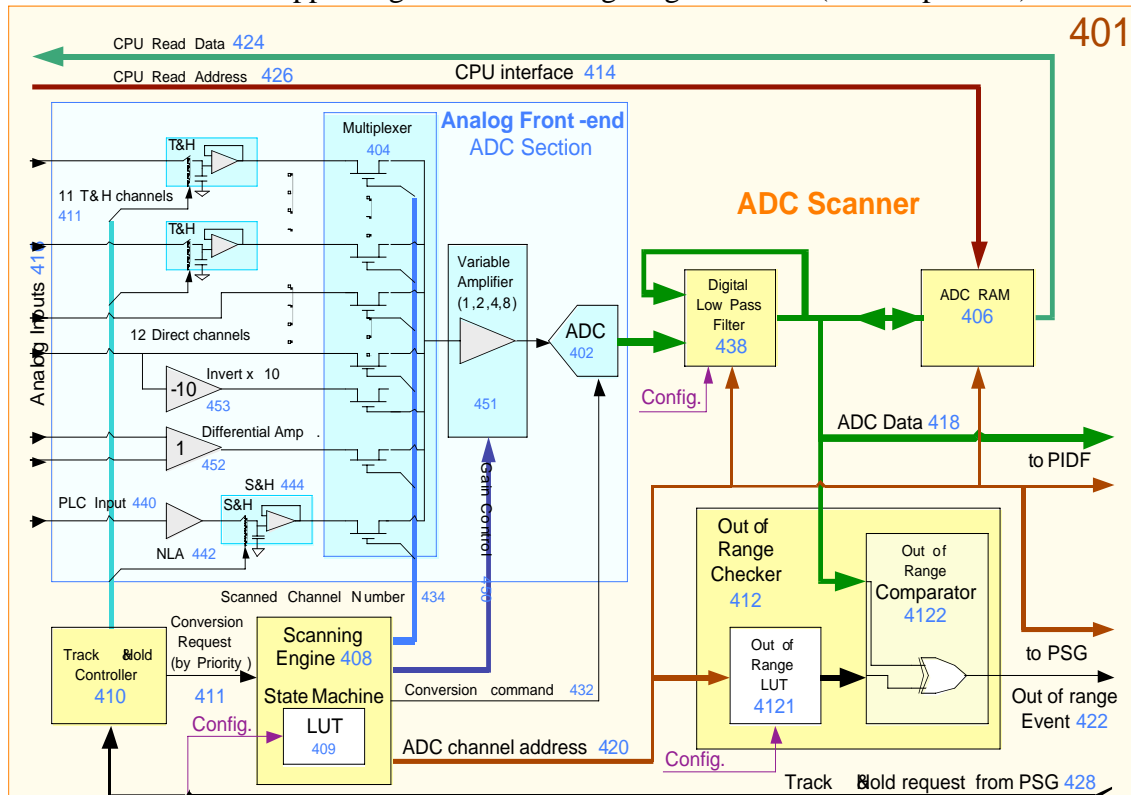 401
CPU Read Data 424
CPU Read Address 426
CPU interface 414
Analog Front -end
ADC Section
Multiplexer
404
T&H
11 T&H channels
411
T&H
Analog Inputs
12 Direct channels
Invert x 10
-10
453
Differential Amp .
1
452
S&H 444
S&H
PLC Input 440
NLA 442
Variable
Amplifier
(1,2,4,8)
451
ADC
402
Gain Control
ADC Scanner
Digital
Low Pass
Filter
438
Config.
ADC RAM
406
ADC Data 418
to PIDF
Out of
Range
Checker
412
Out of
Range
Comparator
4122
Out of
Range
LUT
4121
Config.
to PSG
Out of range
Event 422
Scanned Channel Number 434
Track &Hold
Controller
410
Conversion
Request
(by Priority )
411
Scanning
Engine 408
State Machine
LUT
409
Config.
Conversion command 432
ADC channel address 420
Track &Hold request from PSG 428